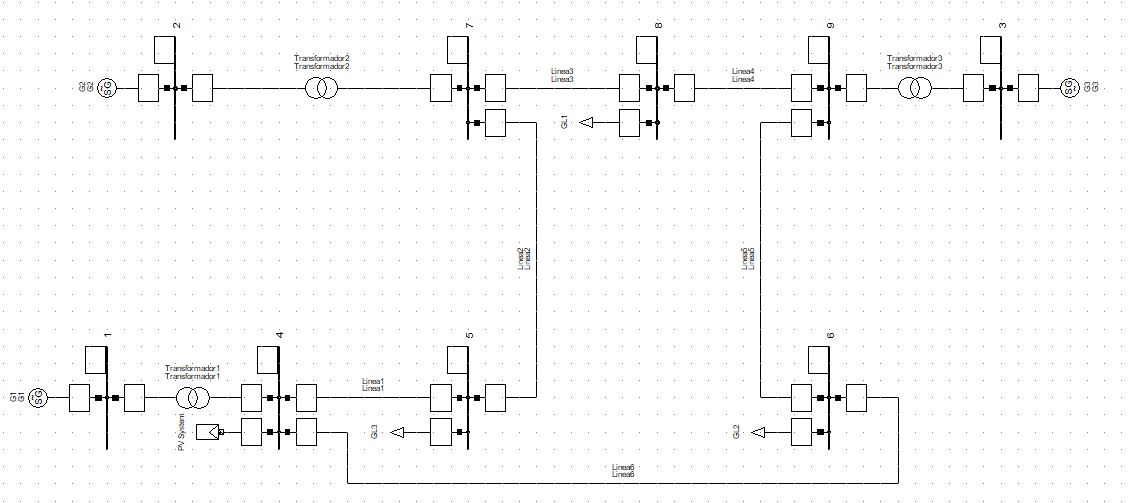 2
7
8
9
3
Transformador2
Transformador2
Linea3
Linea3
Linea4
Linea4
Transformador3
Transformador3
G2
G2
SG
SG
G3
G3
GL1
Linea2
Linea2
Linea5
Linea5
1
4
5
6
Transformador1
Transformador1
Linea1
Linea1
G1
G1
SG
PV System
GL3
GL2
Linea6
Linea6